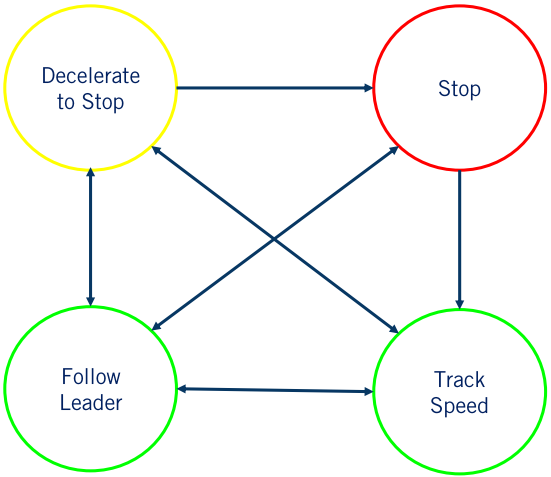 Decelerate
to Stop
Stop
Follow
Leader
Track
Speed